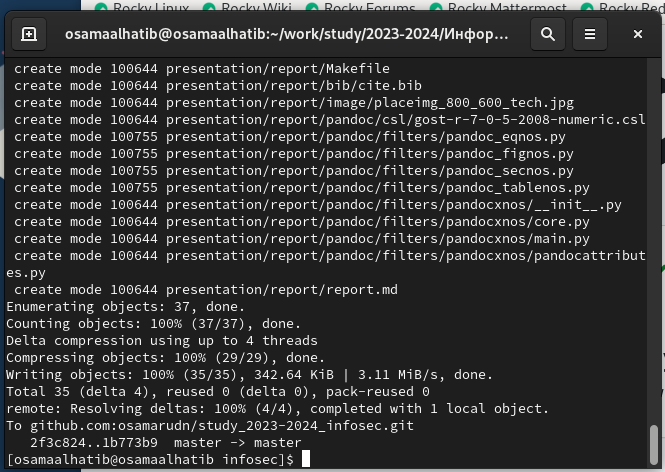 Rocky Linux Rocky Wiki Rocky Forums Rocky Mattermost Rocky Red
osamaalhatib@osamaalhatib:~/work/study/2023-2024/Инфор...
create mode 100644 presentation/report/Makefile
create mode 100644 presentation/report/bib/cite.bib
create mode 100644 presentation/report/image/placeimg_800_600_tech.jpg
create mode 100644 presentation/report/pandoc/csl/gost-r-7-0-5-2008-numeric.csl
create mode 100755 presentation/report/pandoc/filters/pandoc_eqnos.py
create mode 100755 presentation/report/pandoc/filters/pandoc_fignos.py
create mode 100755 presentation/report/pandoc/filters/pandoc_secnos.py
create mode 100755 presentation/report/pandoc/filters/pandoc_tablenos.py
create mode 100644 presentation/report/pandoc/filters/pandocxnos/__init__.py
create mode 100644 presentation/report/pandoc/filters/pandocxnos/core.py
create mode 100644 presentation/report/pandoc/filters/pandocxnos/main.py
create mode 100644 presentation/report/pandoc/filters/pandocxnos/pandocattribut
es.py
create mode 100644 presentation/report/report.md
Enumerating objects: 37, done.
Counting objects: 100% (37/37), done.
Delta compression using up to 4 threads
Compressing objects: 100% (29/29), done.
Writing objects: 100% (35/35), 342.64 KiB | 3.11 MiB/s, done.
Total 35 (delta 4), reused 0 (delta 0), pack-reused 0
remote: Resolving deltas: 100% (4/4), completed with 1 local object.
To github.com:osamarudn/study_2023-2024_infosec.git
2f3c824..1b773b9 master -> master
[osamaalhatib@osamaalhatib infosec]$